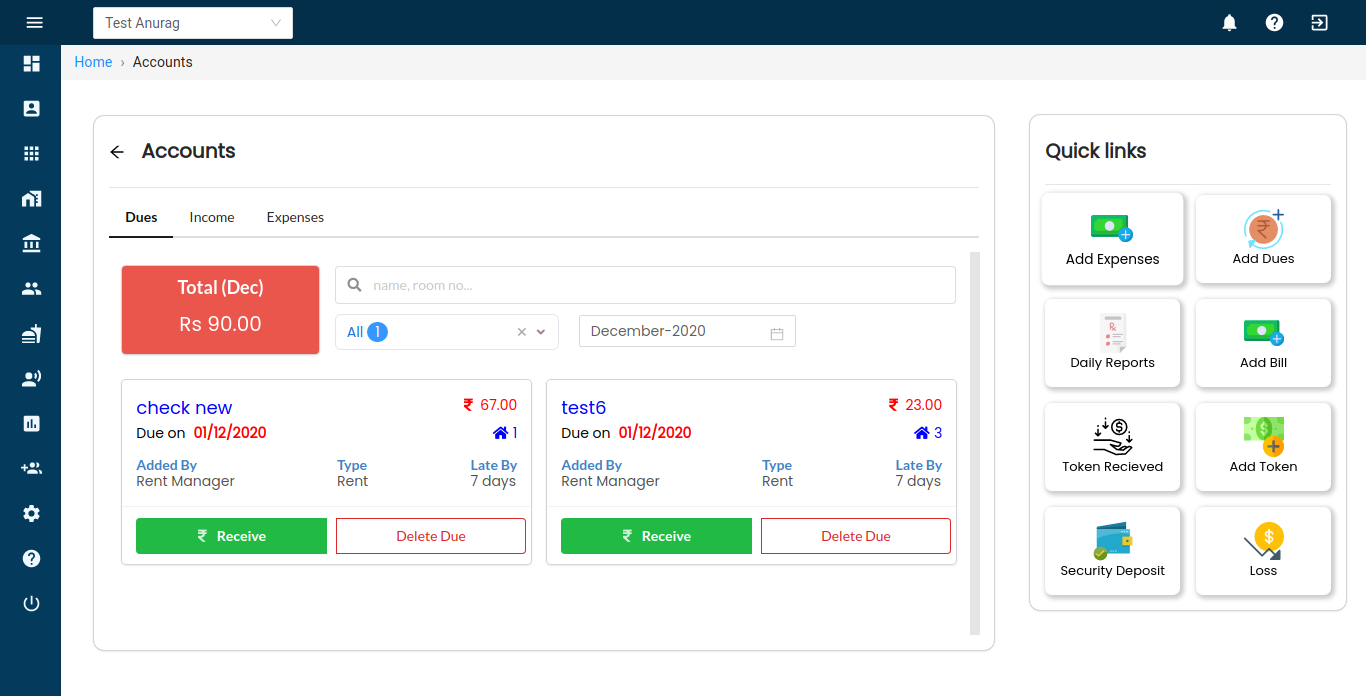 Test Anurag
Home › Accounts
Accounts
Dues Income Expenses
Total (Dec)
Rs 90.00
name, room no...
All 1
December-2020
check new
₹ 67.00
Due on 01/12/2020
1
Added By Type Late By
Rent Manager Rent 7 days
₹ Receive
Delete Due
test6
₹ 23.00
Due on 01/12/2020
3
Added By Type Late By
Rent Manager Rent 7 days
₹ Receive
Delete Due
Quick links
Add Expenses
Add Dues
Daily Reports
Add Bill
Token Recieved
Add Token
Security Deposit
Loss